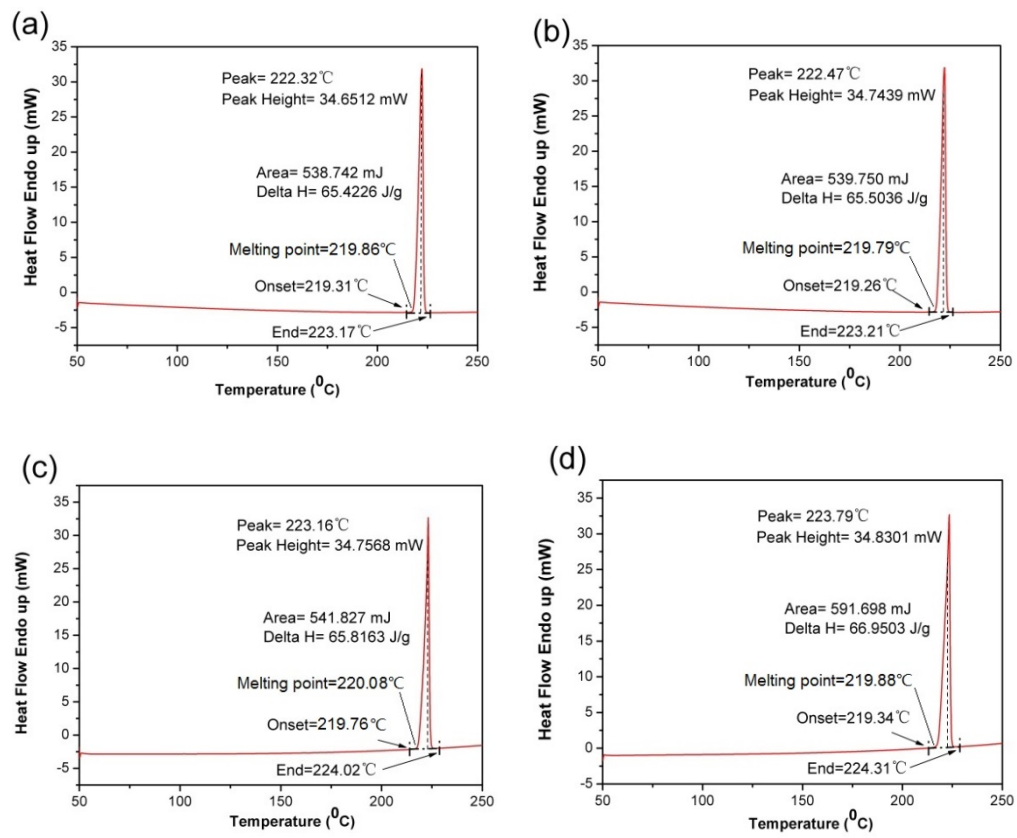 (a)
35
30
25
20
15
10
5
0
-5
Heat Flow Endo up (mW)
Peak= 222.32℃
Peak Height= 34.6512 mW
Area= 538.742 mJ
Delta H= 65.4226 J/g
Melting point=219.86℃
Onset=219.31℃
End=223.17℃
50 100 150 200 250
Temperature (⁰C)
(b)
35
30
25
20
15
10
5
0
-5
Heat Flow Endo up (mW)
Peak= 222.47℃
Peak Height= 34.7439 mW
Area= 539.750 mJ
Delta H= 65.5036 J/g
Melting point=219.79℃
Onset=219.26℃
End=223.21℃
50 100 150 200 250
Temperature (⁰C)
(c)
35
30
25
20
15
10
5
0
-5
Heat Flow Endo up (mW)
Peak= 223.16℃
Peak Height= 34.7568 mW
Area= 541.827 mJ
Delta H= 65.8163 J/g
Melting point=220.08℃
Onset=219.76℃
End=224.02℃
50 100 150 200 250
Temperature (⁰C)
(d)
35
30
25
20
15
10
5
0
-5
Heat Flow Endo up (mW)
Peak= 223.79℃
Peak Height= 34.8301 mW
Area= 591.698 mJ
Delta H= 66.9503 J/g
Melting point=219.88℃
Onset=219.34℃
End=224.31℃
50 100 150 200 250
Temperature (⁰C)